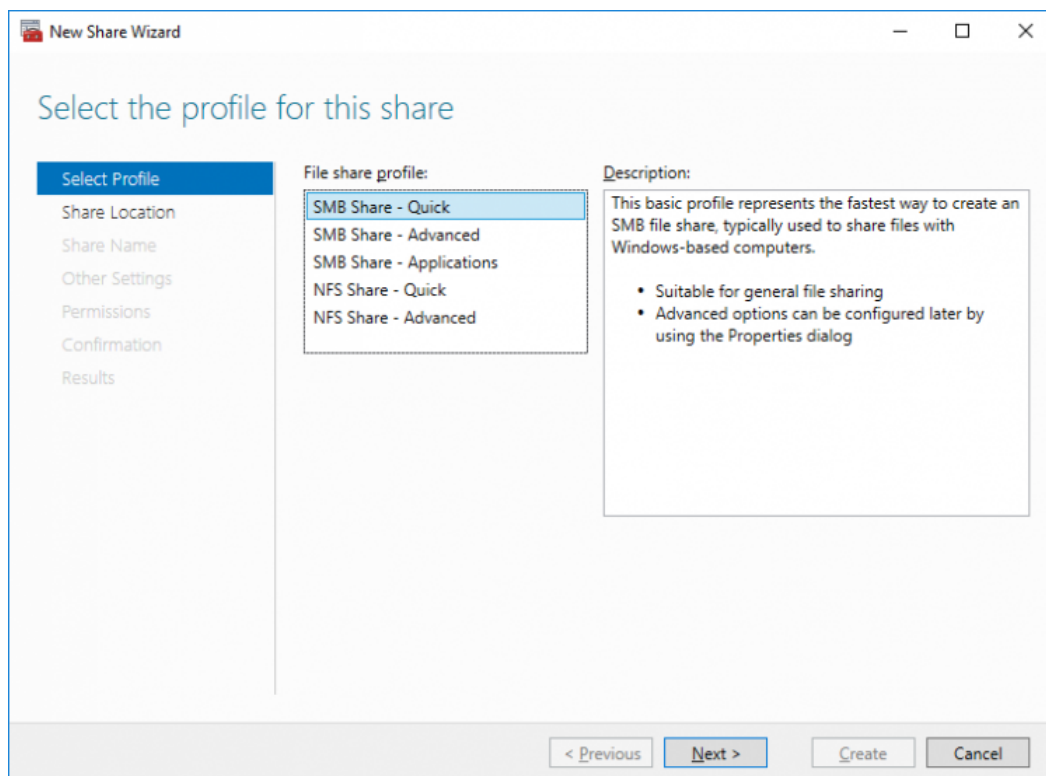 New Share Wizard
Select the profile for this share
Select Profile
Share Location
Share Name
Other Settings
Permissions
Confirmation
Results
File share profile:
SMB Share - Quick
SMB Share - Advanced
SMB Share - Applications
NFS Share - Quick
NFS Share - Advanced
Description:
This basic profile represents the fastest way to create an
SMB file share, typically used to share files with
Windows-based computers.
• Suitable for general file sharing
• Advanced options can be configured later by
using the Properties dialog
< Previous Next > Create Cancel